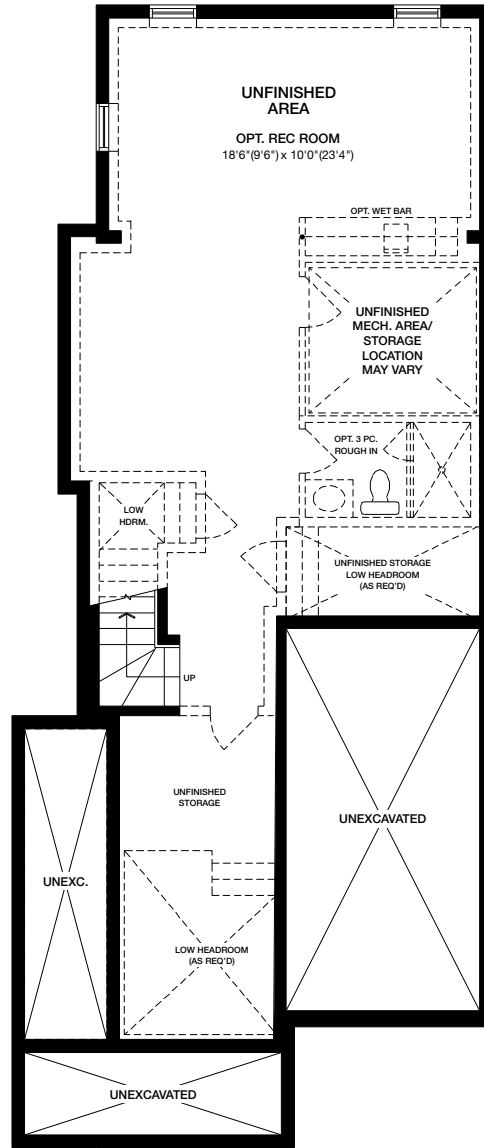 UNFINISHED
AREA
OPT. REC ROOM
18'6"(9'6") x 10'0"(23'4")
OPT. WET BAR
UNFINISHED
MECH. AREA/
STORAGE
LOCATION
MAY VARY
OPT. 3 PC.
ROUGH IN
LOW
HDRM.
UNFINISHED STORAGE
LOW HEADROOM
(AS REQ'D)
UP
UNFINISHED
STORAGE
UNEXCAVATED
UNEXC.
LOW HEADROOM
(AS REQ'D)
UNEXCAVATED